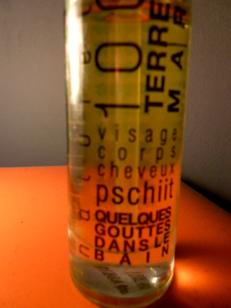 100
TERRE
MAR
visage
corps
cheveux
pschiit
QUELQUES
GOUTTES
DANS LE
BAIN